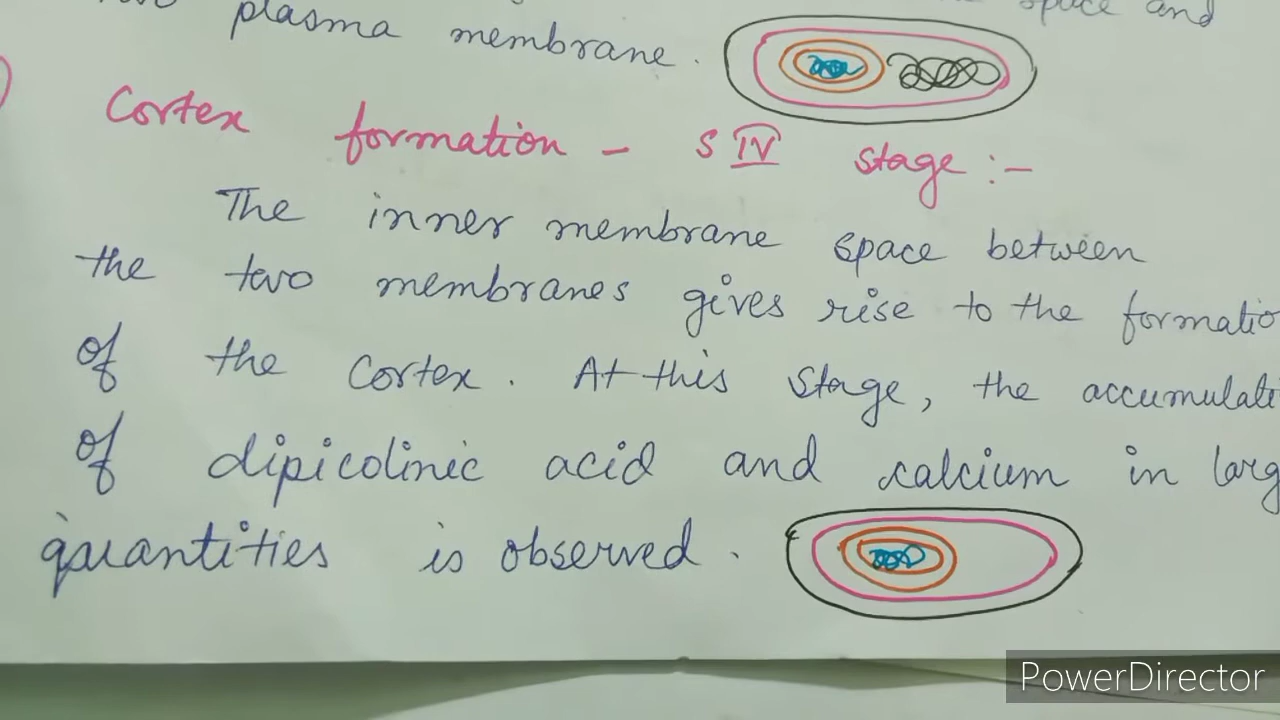 space and
plasma membrane.
Cortex formation - S IV stage :-
The inner membrane space between
the two membranes gives rise to the formatio
of the Cortex. At this stage, the accumulati
of dipicolinic acid and calcium in larg
quantities is observed.
PowerDirector